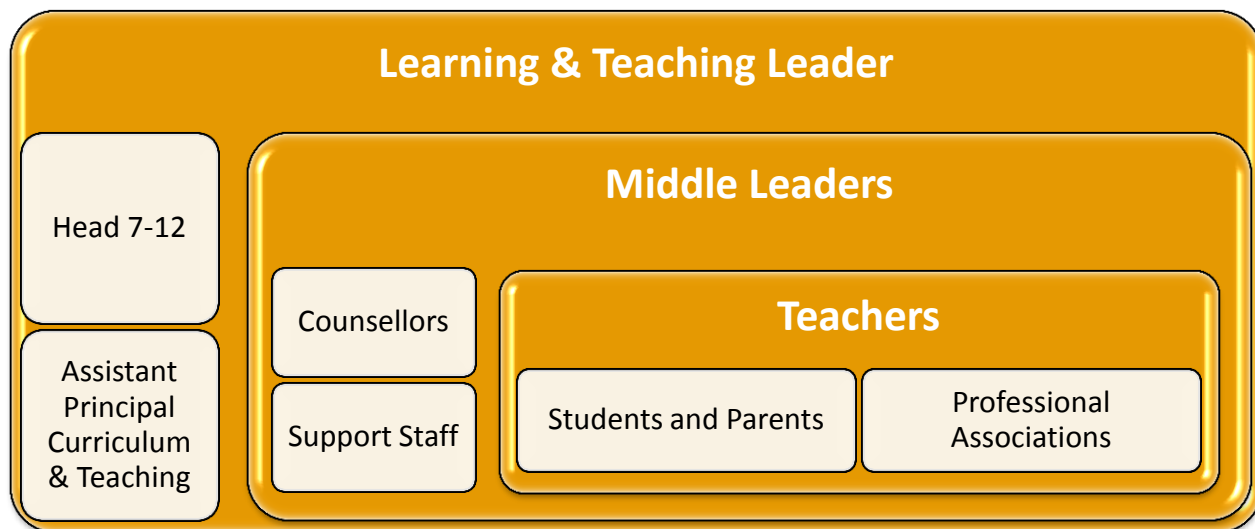 Learning & Teaching Leader
Head 7-12
Assistant
Principal
Curriculum
& Teaching
Middle Leaders
Counsellors
Support Staff
Teachers
Students and Parents
Professional
Associations